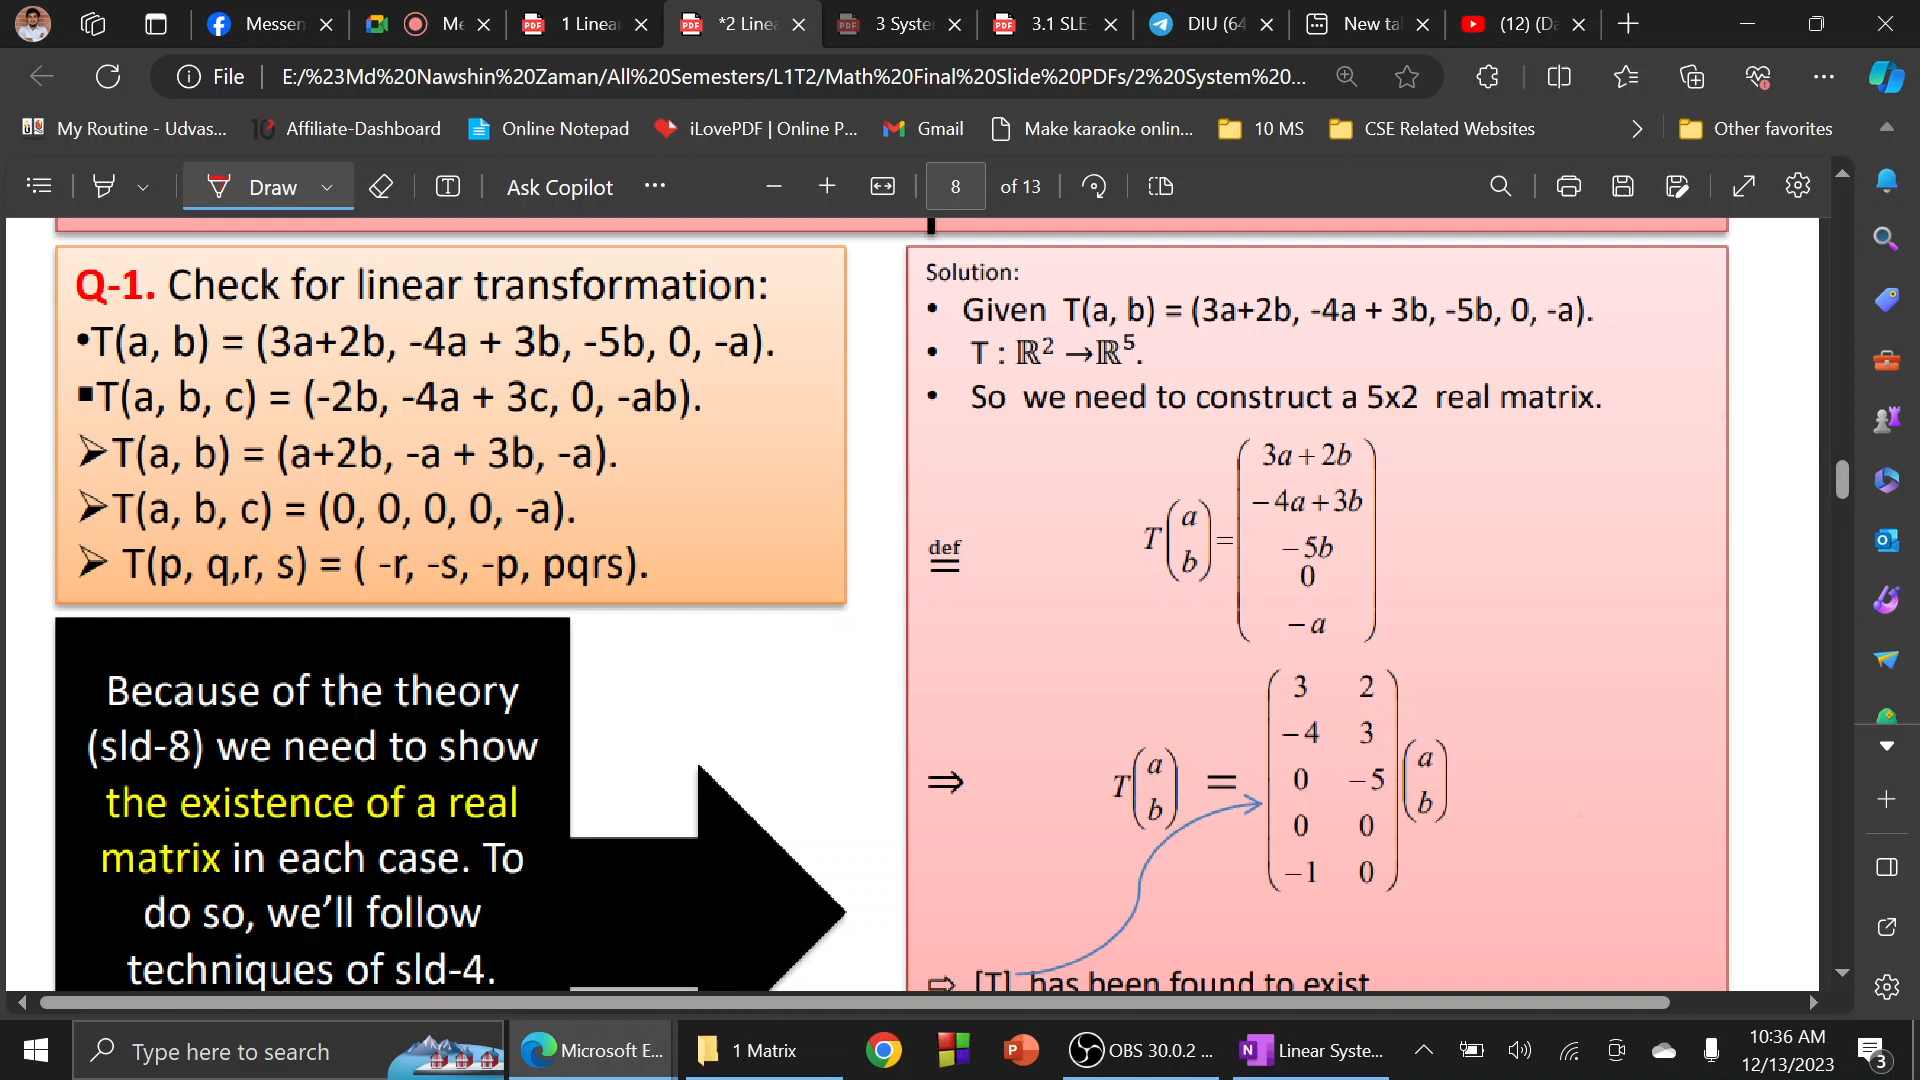 Messen
Me
1 Linea
*2 Line
3 Syste
3.1 SLE
DIU (64
New ta
(12) (Da
File
E:/%23Md%20Nawshin%20Zaman/All%20Semesters/L1T2/Math%20Final%20Slide%20PDFs/2%20System%20...
My Routine - Udvas...
Affiliate-Dashboard
Online Notepad
iLovePDF | Online P...
Gmail
Make karaoke onlin...
10 MS
CSE Related Websites
Other favorites
Draw
Ask Copilot
8
of 13
Q-1. Check for linear transformation:
•T(a, b) = (3a+2b, -4a + 3b, -5b, 0, -a).
▪T(a, b, c) = (-2b, -4a + 3c, 0, -ab).
➢T(a, b) = (a+2b, -a + 3b, -a).
➢T(a, b, c) = (0, 0, 0, 0, -a).
➢ T(p, q,r, s) = ( -r, -s, -p, pqrs).
Because of the theory
(sld-8) we need to show
the existence of a real
matrix in each case. To
do so, we’ll follow
techniques of sld-4.
Solution:
• Given T(a, b) = (3a+2b, -4a + 3b, -5b, 0, -a).
• T : ℝ² →ℝ⁵.
• So we need to construct a 5x2 real matrix.
def
=
T(a b) =
3a + 2b
−4a + 3b
−5b
0
−a
⇒ T(a b) =
3 2
−4 3
0 −5
0 0
−1 0
(a b)
⇨ [T] has been found to exist
Type here to search
Microsoft E...
1 Matrix
OBS 30.0.2 ...
Linear Syste...
10:36 AM
12/13/2023
3